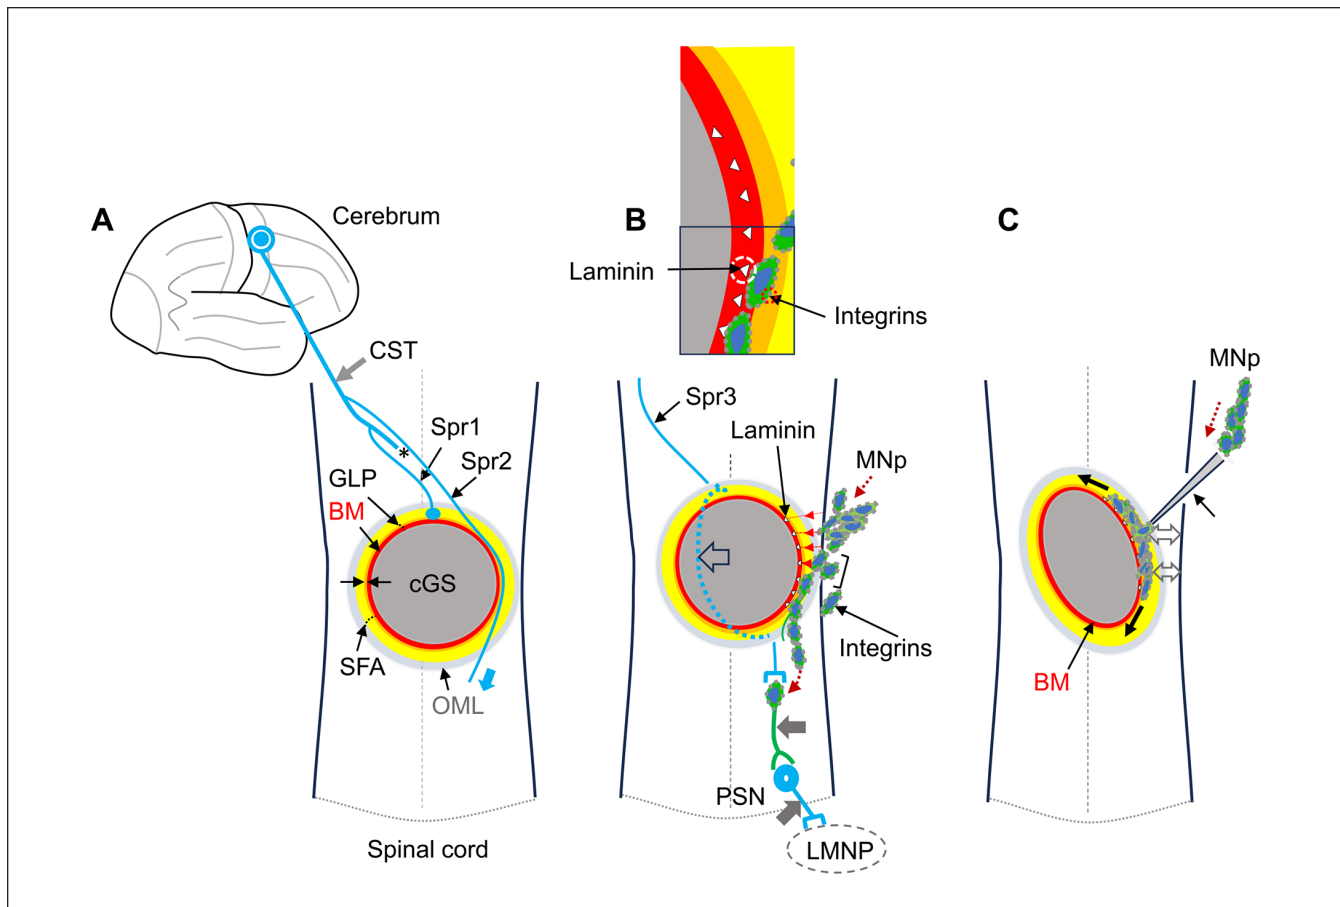 A
Cerebrum
CST
Spr1
*
Spr2
GLP
BM
cGS
SFA
OML
Spinal cord
B
Laminin
Integrins
Spr3
Laminin
MNp
Integrins
PSN
LMNP
C
MNp
BM